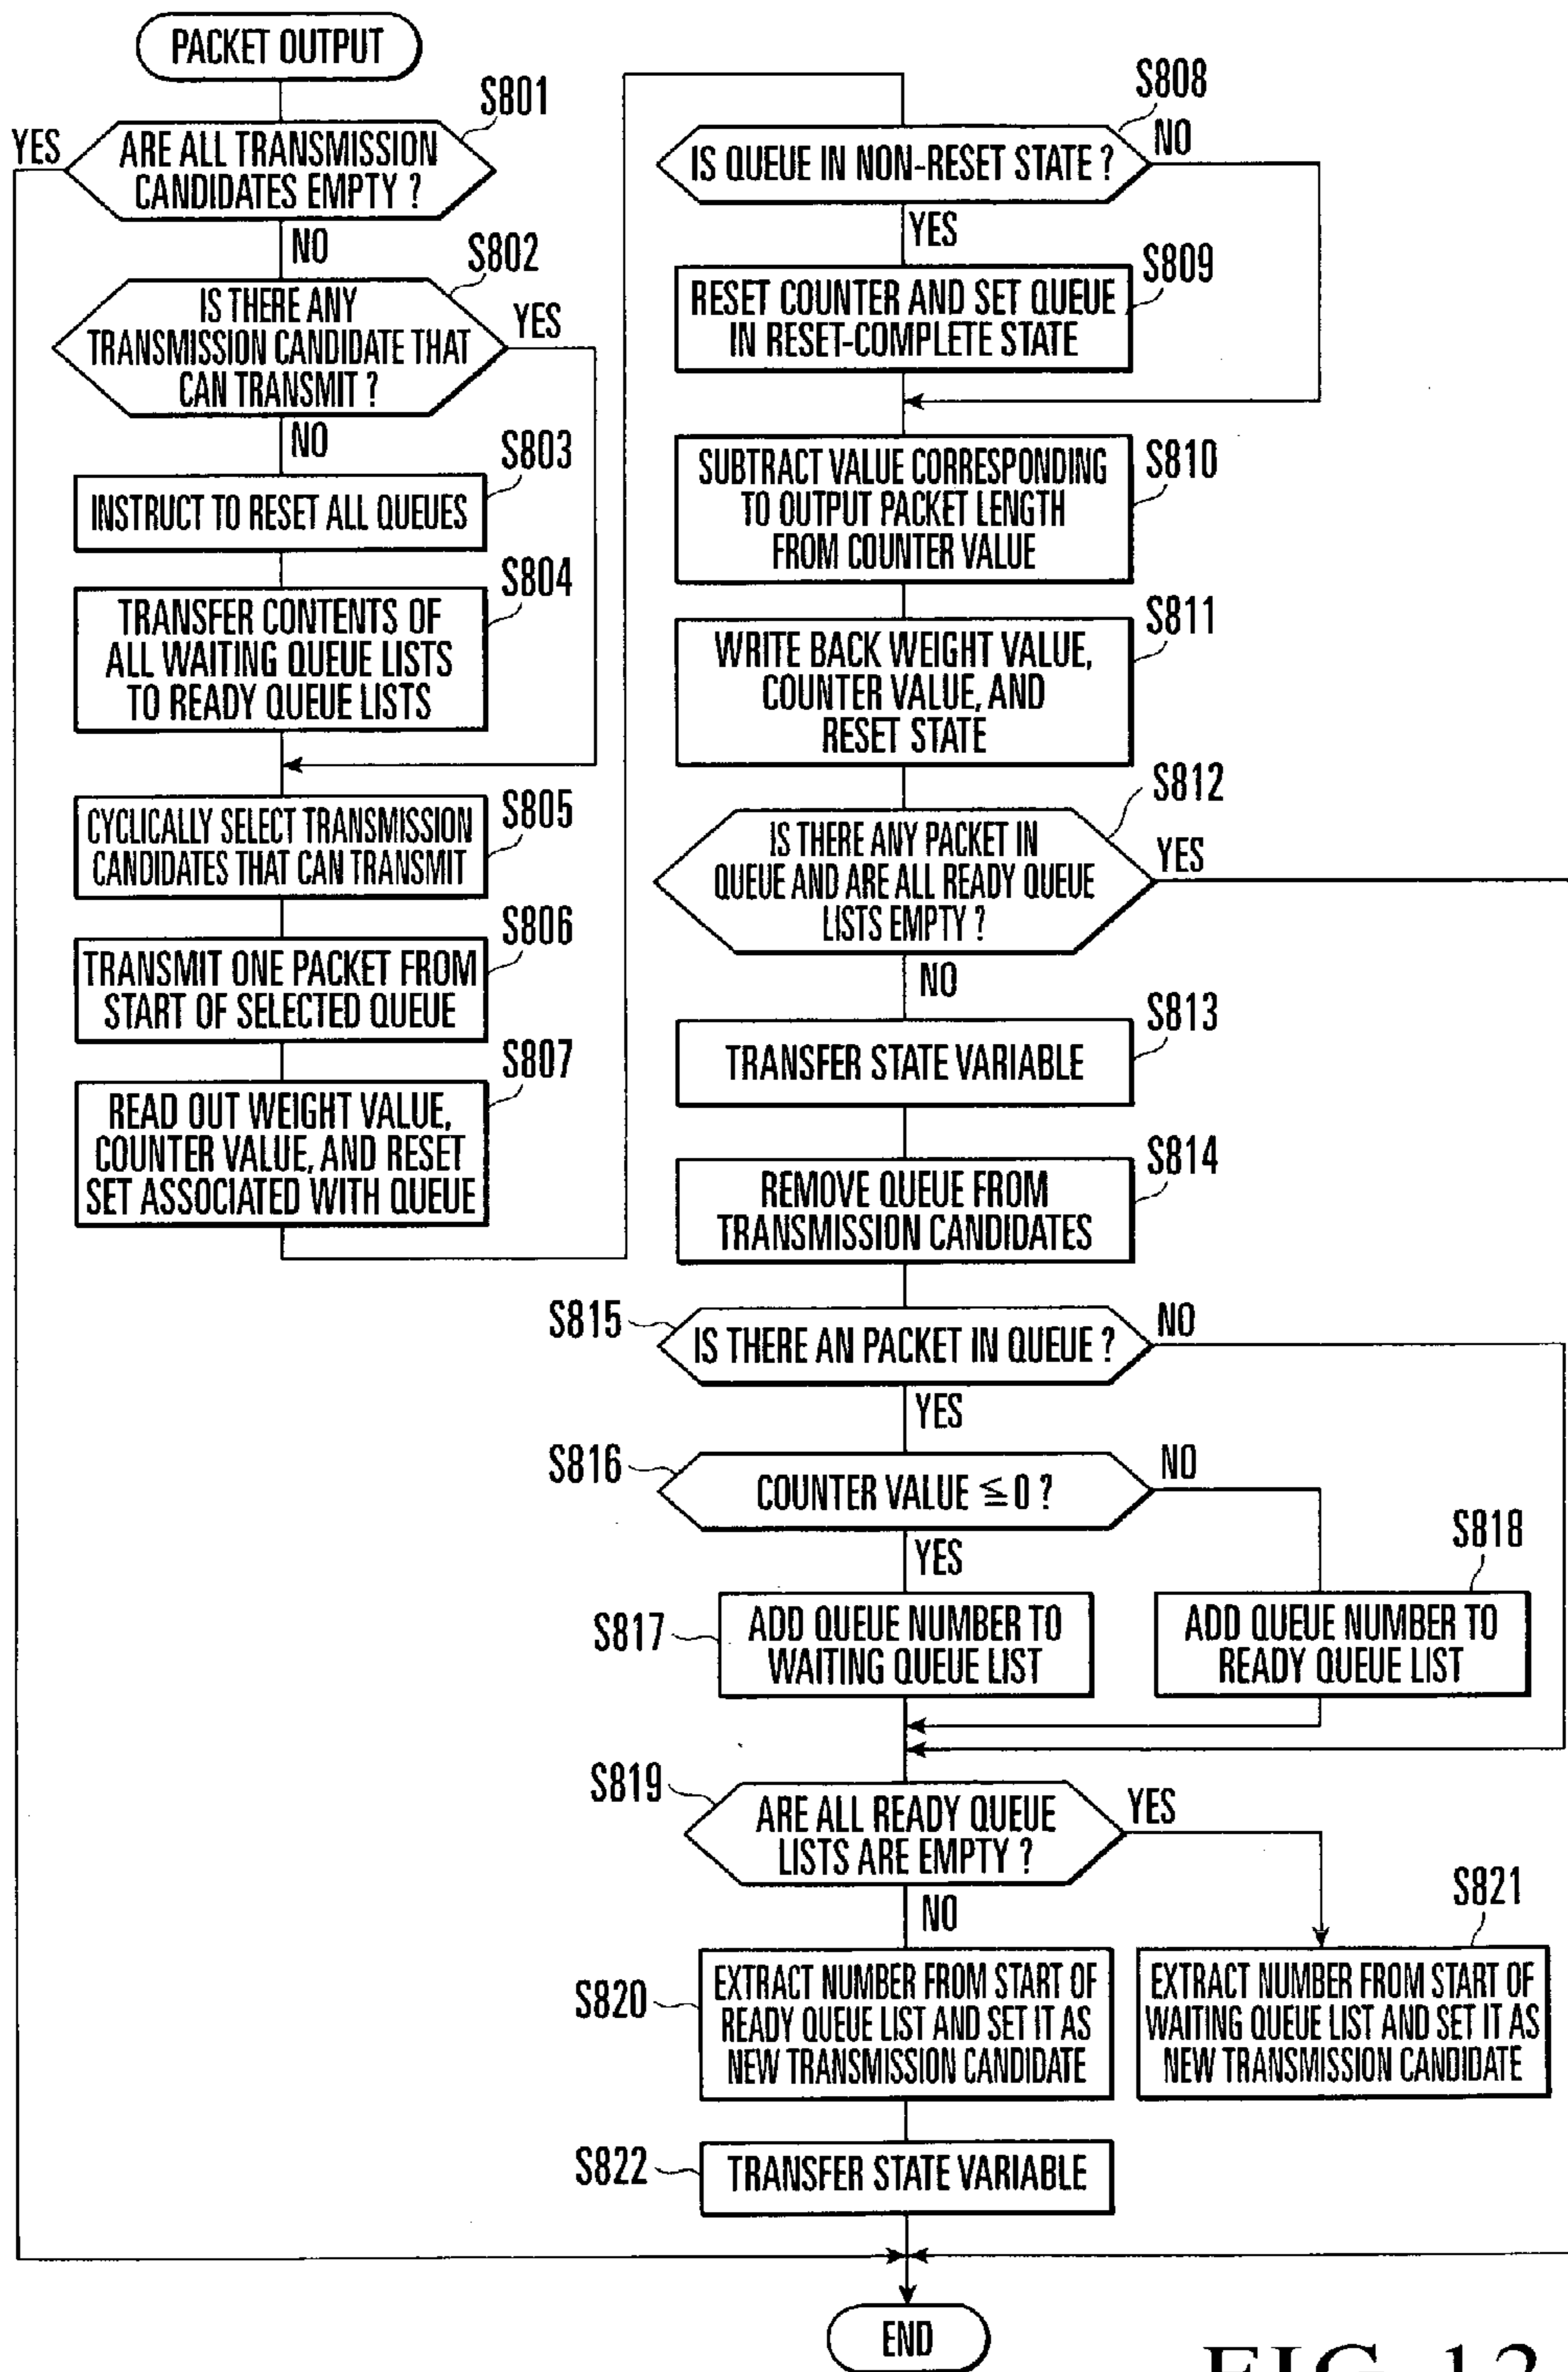 PACKET OUTPUT
S801
YES
ARE ALL TRANSMISSION
CANDIDATES EMPTY ?
NO
S802
IS THERE ANY
TRANSMISSION CANDIDATE THAT
CAN TRANSMIT ?
YES
NO
S803
INSTRUCT TO RESET ALL QUEUES
S804
TRANSFER CONTENTS OF
ALL WAITING QUEUE LISTS
TO READY QUEUE LISTS
S805
CYCLICALLY SELECT TRANSMISSION
CANDIDATES THAT CAN TRANSMIT
S806
TRANSMIT ONE PACKET FROM
START OF SELECTED QUEUE
S807
READ OUT WEIGHT VALUE,
COUNTER VALUE, AND RESET
SET ASSOCIATED WITH QUEUE
S808
IS QUEUE IN NON-RESET STATE ?
NO
YES
S809
RESET COUNTER AND SET QUEUE
IN RESET-COMPLETE STATE
S810
SUBTRACT VALUE CORRESPONDING
TO OUTPUT PACKET LENGTH
FROM COUNTER VALUE
S811
WRITE BACK WEIGHT VALUE,
COUNTER VALUE, AND
RESET STATE
S812
IS THERE ANY PACKET IN
QUEUE AND ARE ALL READY QUEUE
LISTS EMPTY ?
YES
NO
S813
TRANSFER STATE VARIABLE
S814
REMOVE QUEUE FROM
TRANSMISSION CANDIDATES
S815
IS THERE AN PACKET IN QUEUE ?
NO
YES
S816
COUNTER VALUE ≦ 0 ?
NO
YES
S817
ADD QUEUE NUMBER TO
WAITING QUEUE LIST
S818
ADD QUEUE NUMBER TO
READY QUEUE LIST
S819
ARE ALL READY QUEUE
LISTS ARE EMPTY ?
YES
NO
S820
EXTRACT NUMBER FROM START OF
READY QUEUE LIST AND SET IT AS
NEW TRANSMISSION CANDIDATE
S821
EXTRACT NUMBER FROM START OF
WAITING QUEUE LIST AND SET IT AS
NEW TRANSMISSION CANDIDATE
S822
TRANSFER STATE VARIABLE
END